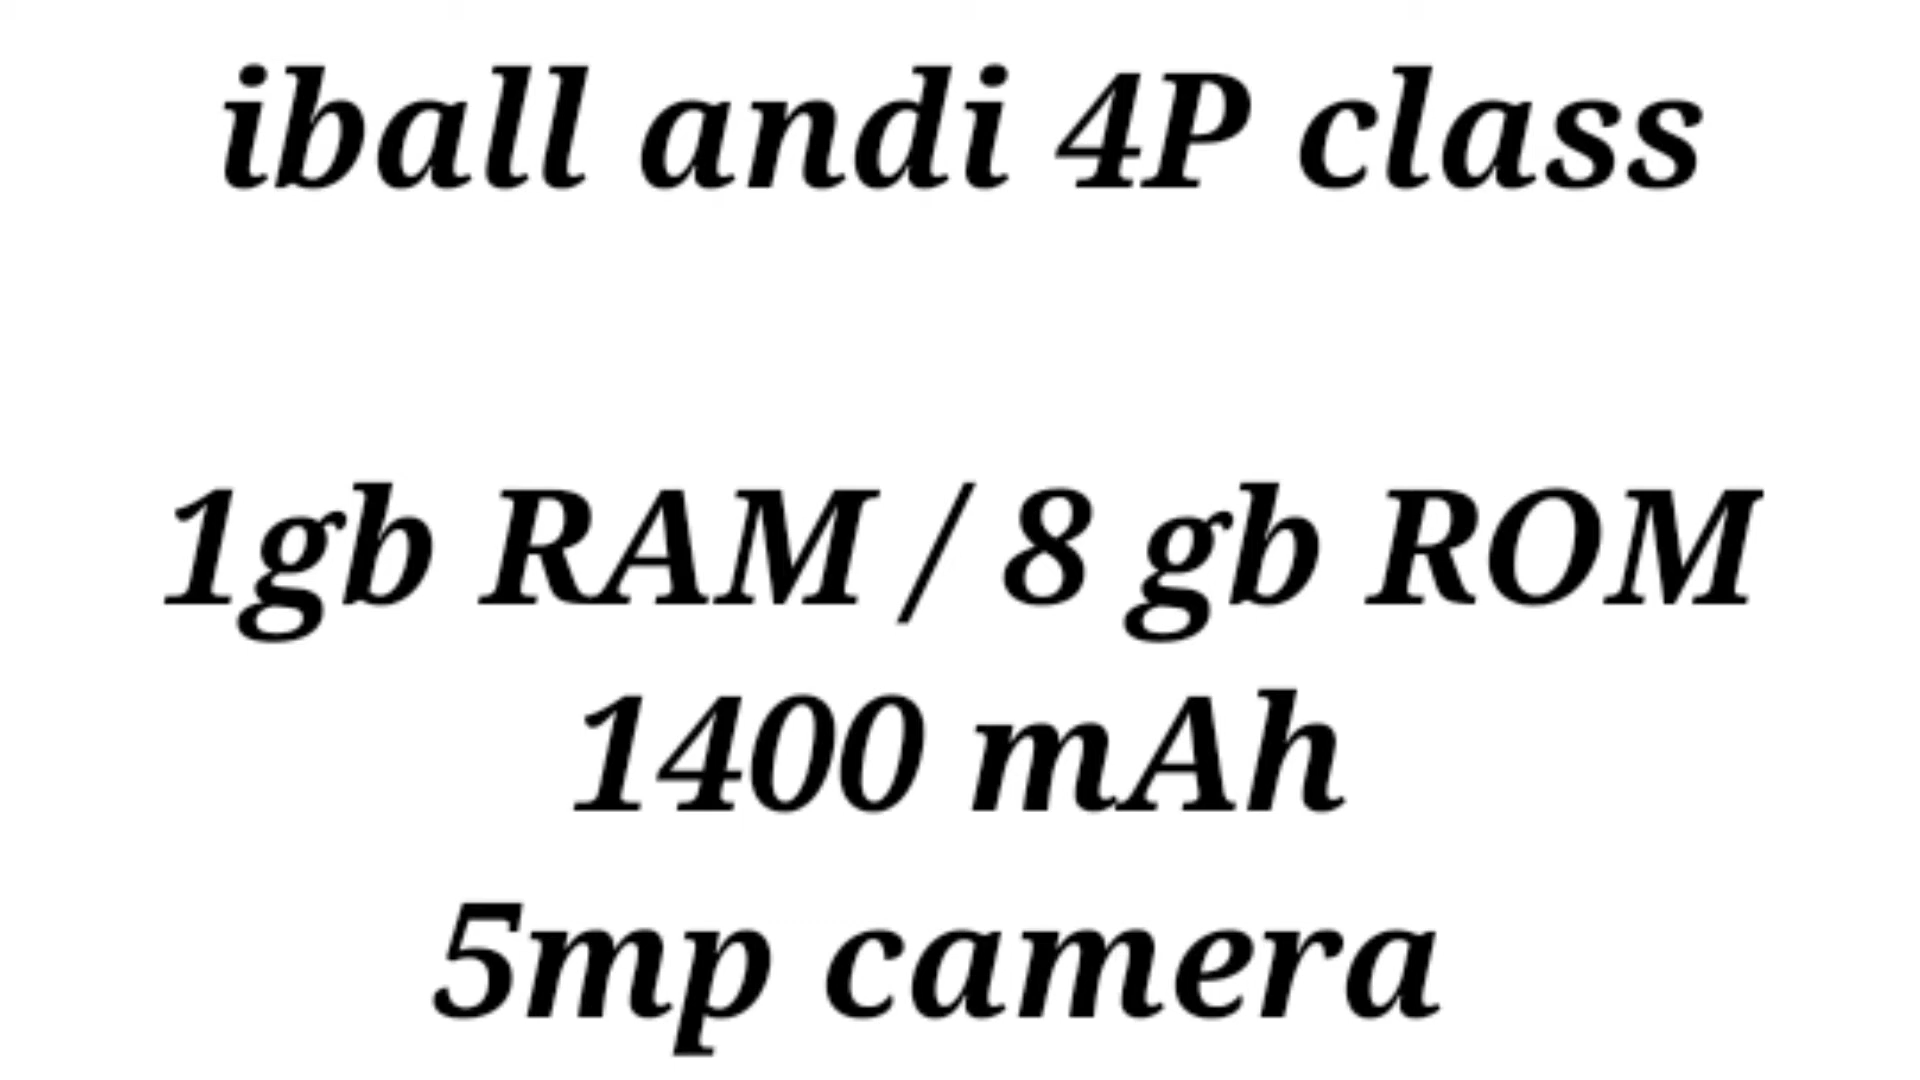 iball andi 4P class
1gb RAM / 8 gb ROM
1400 mAh
5mp camera